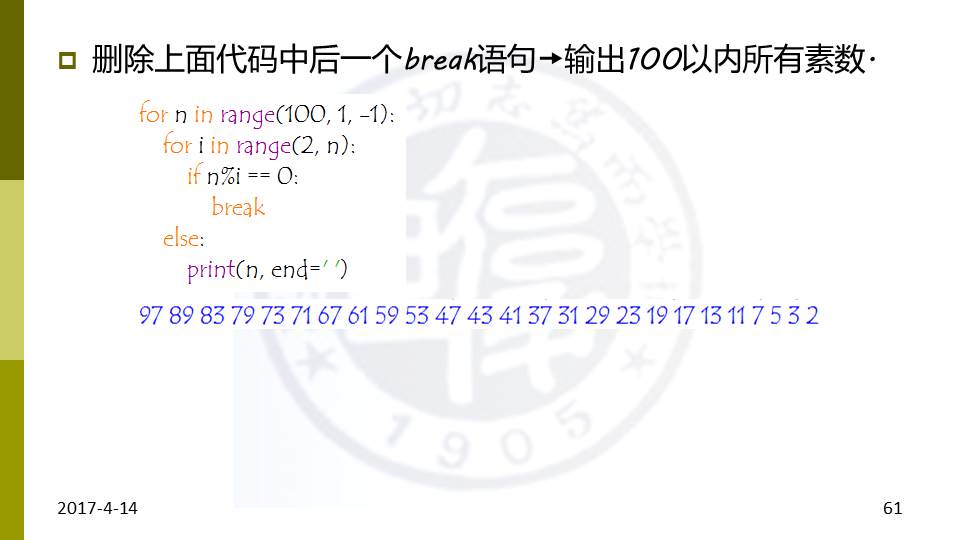 删除上面代码中后一个break语句→输出100以内所有素数.
for n in range(100, 1, -1):
for i in range(2, n):
if n%i == 0:
break
else:
print(n, end=' ')
97 89 83 79 73 71 67 61 59 53 47 43 41 37 31 29 23 19 17 13 11 7 5 3 2
1905
2017-4-14
61